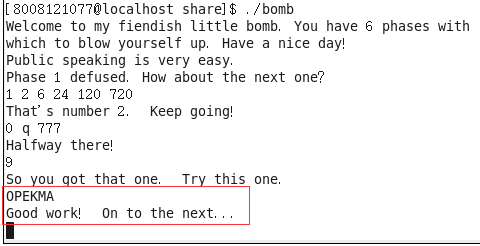 [80081210770@localhost share]$ ./bomb
Welcome to my fiendish little bomb. You have 6 phases with
which to blow yourself up. Have a nice day!
Public speaking is very easy.
Phase 1 defused. How about the next one?
1 2 6 24 120 720
That's number 2. Keep going!
0 q 777
Halfway there!
9
So you got that one. Try this one.
OPEKMA
Good work! On to the next...